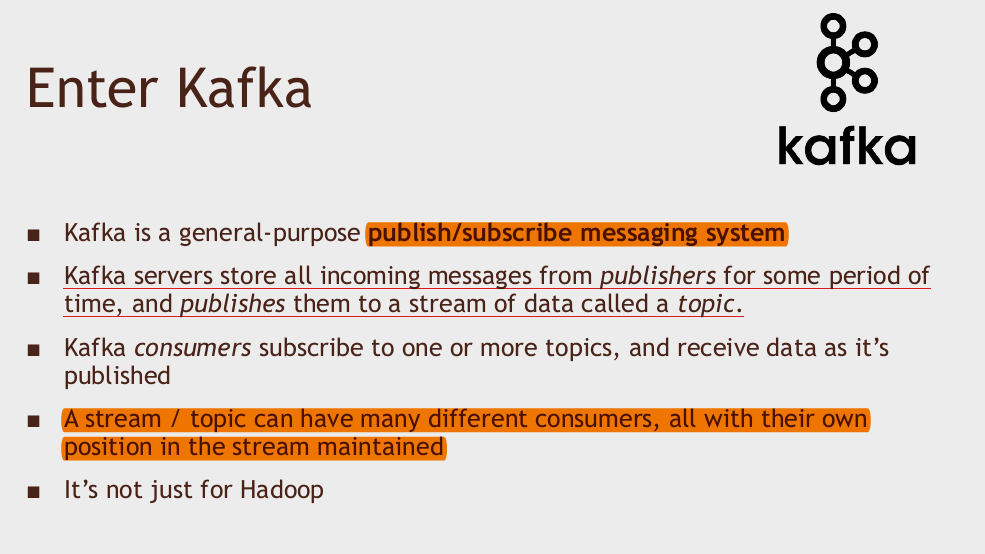 Enter Kafka
kafka
■ Kafka is a general-purpose publish/subscribe messaging system
■ Kafka servers store all incoming messages from publishers for some period of
time, and publishes them to a stream of data called a topic.
■ Kafka consumers subscribe to one or more topics, and receive data as it’s
published
■ A stream / topic can have many different consumers, all with their own
position in the stream maintained
■ It’s not just for Hadoop